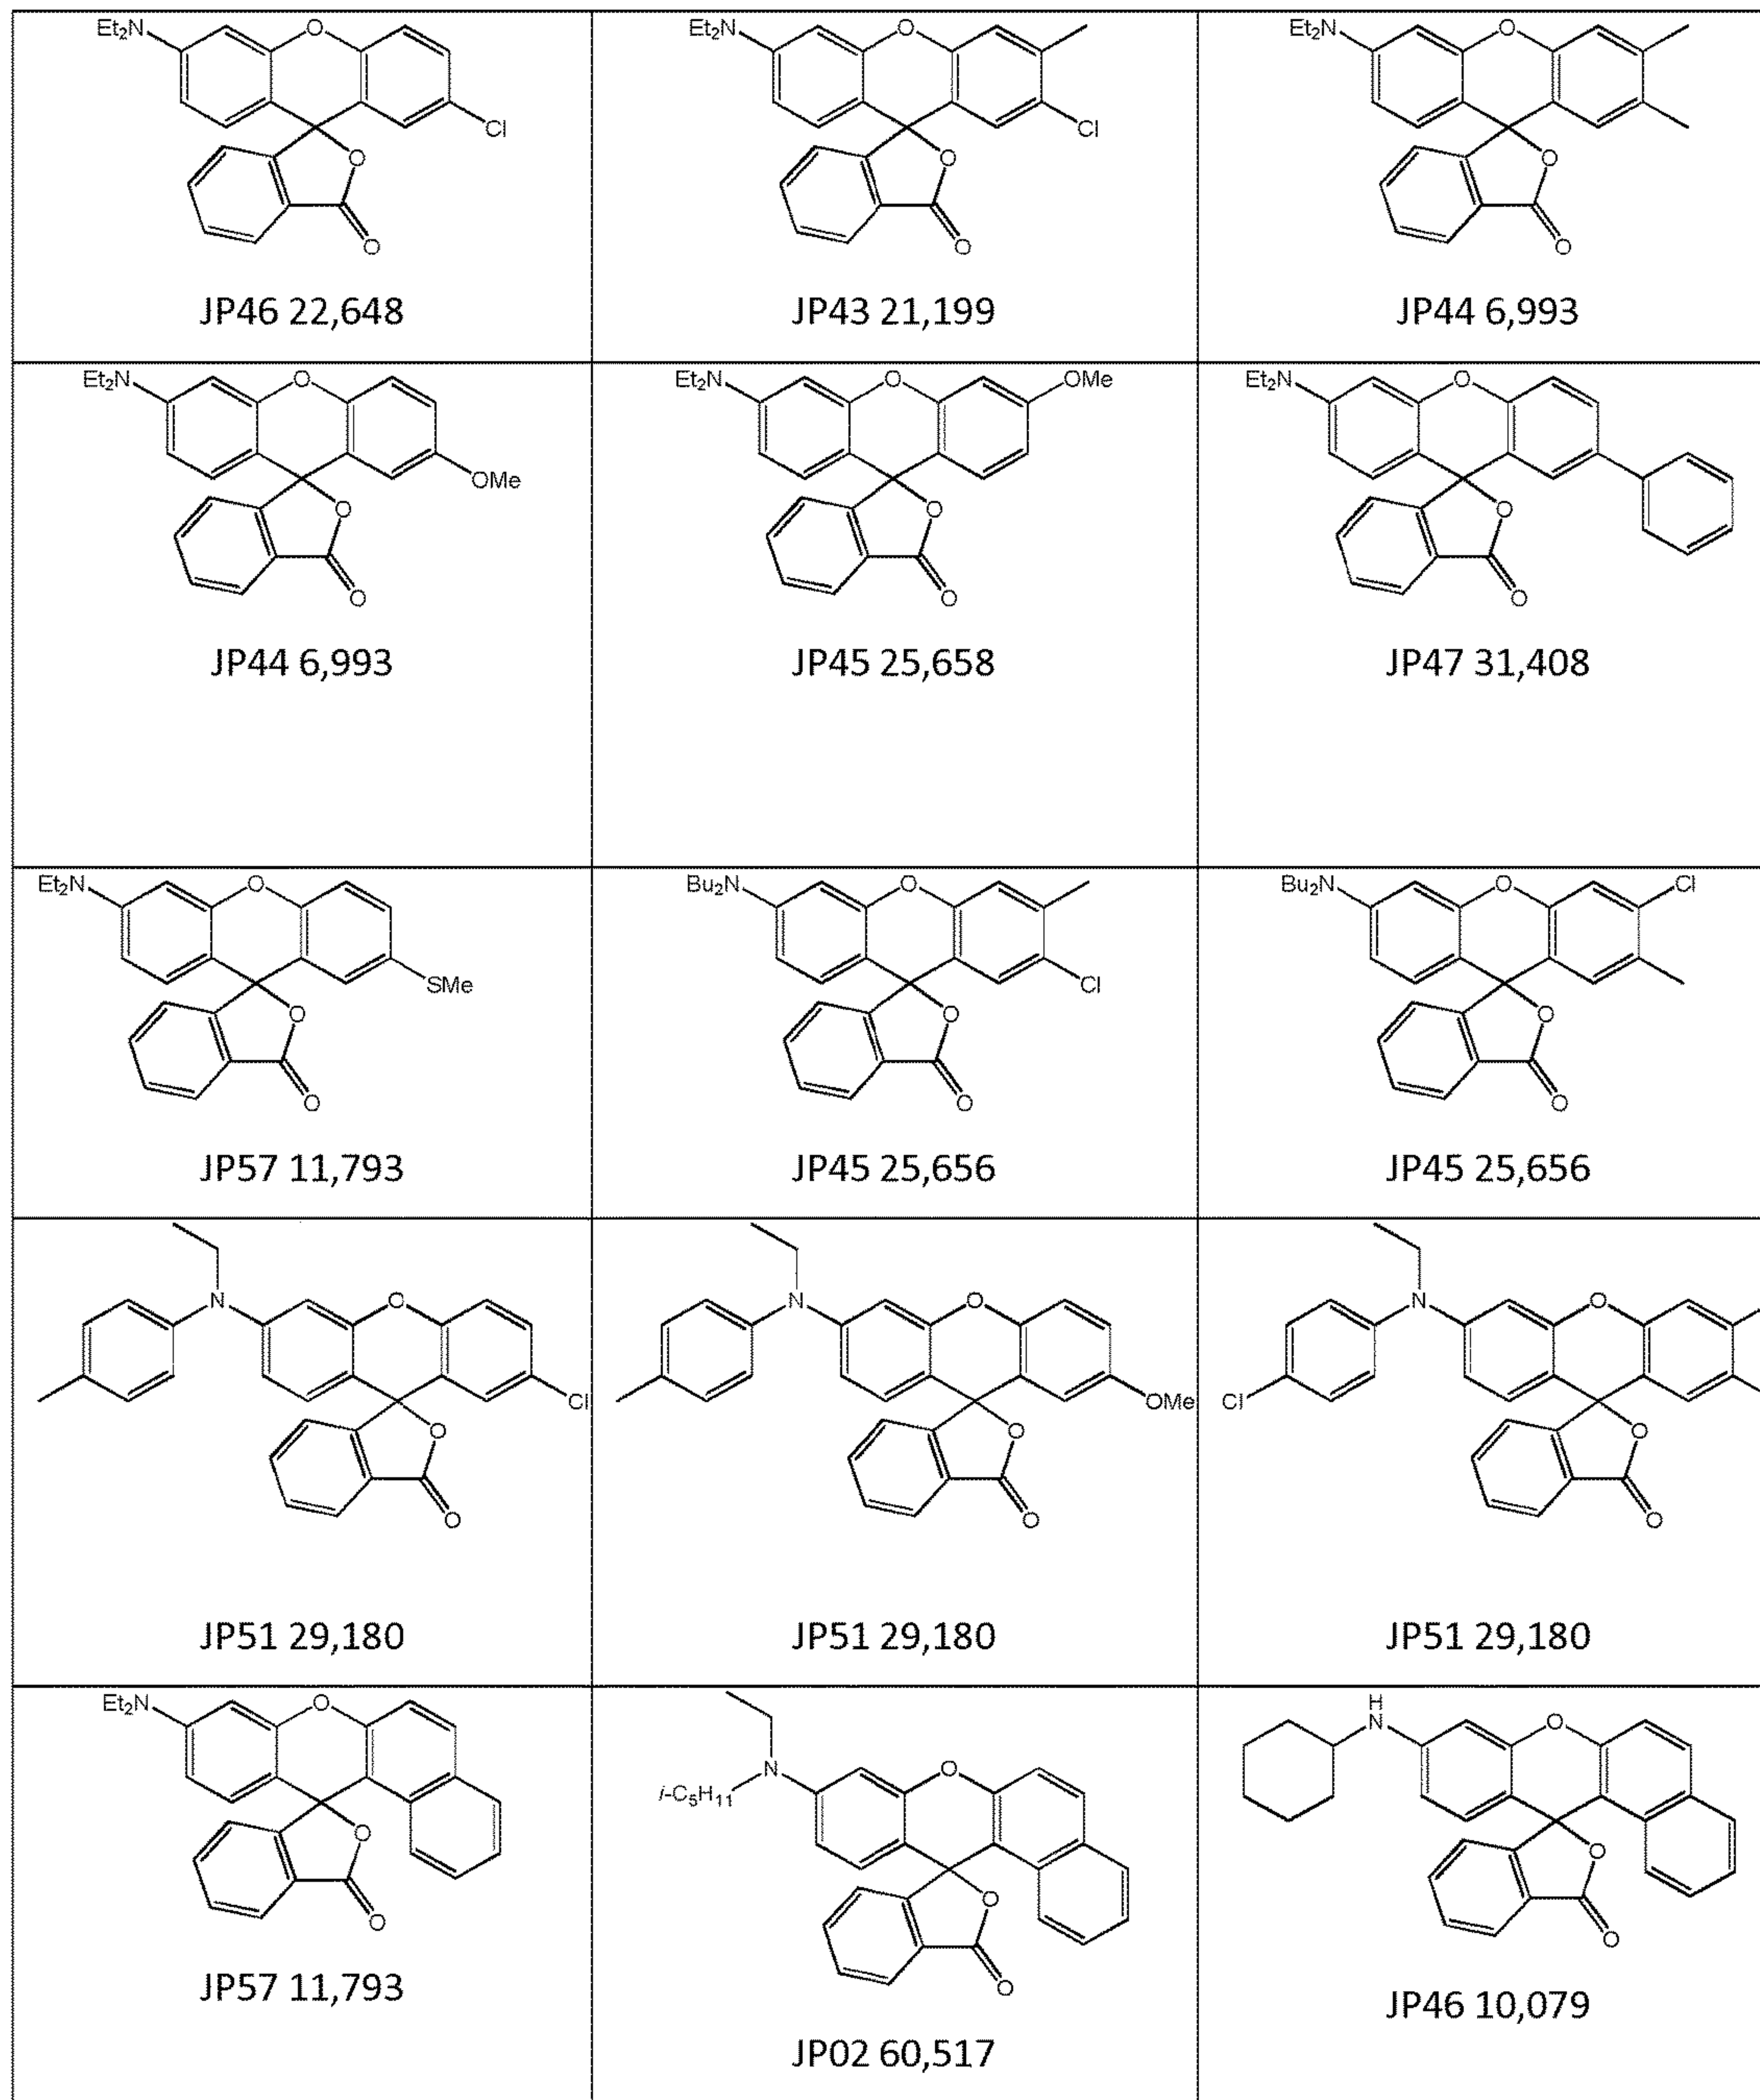 Et₂N O Cl O O
JP46 22,648
Et₂N O Cl O O
JP43 21,199
Et₂N O O O
JP44 6,993
Et₂N O OMe O O
JP44 6,993
Et₂N O OMe O O
JP45 25,658
Et₂N O O O
JP47 31,408
Et₂N O SMe O O
JP57 11,793
Bu₂N O Cl O O
JP45 25,656
Bu₂N O Cl O O
JP45 25,656
N O Cl O O
JP51 29,180
N O OMe O O
JP51 29,180
N O Cl O O
JP51 29,180
Et₂N O O O
JP57 11,793
N O i-C₅H₁₁ O O
JP02 60,517
H
N O O O
JP46 10,079